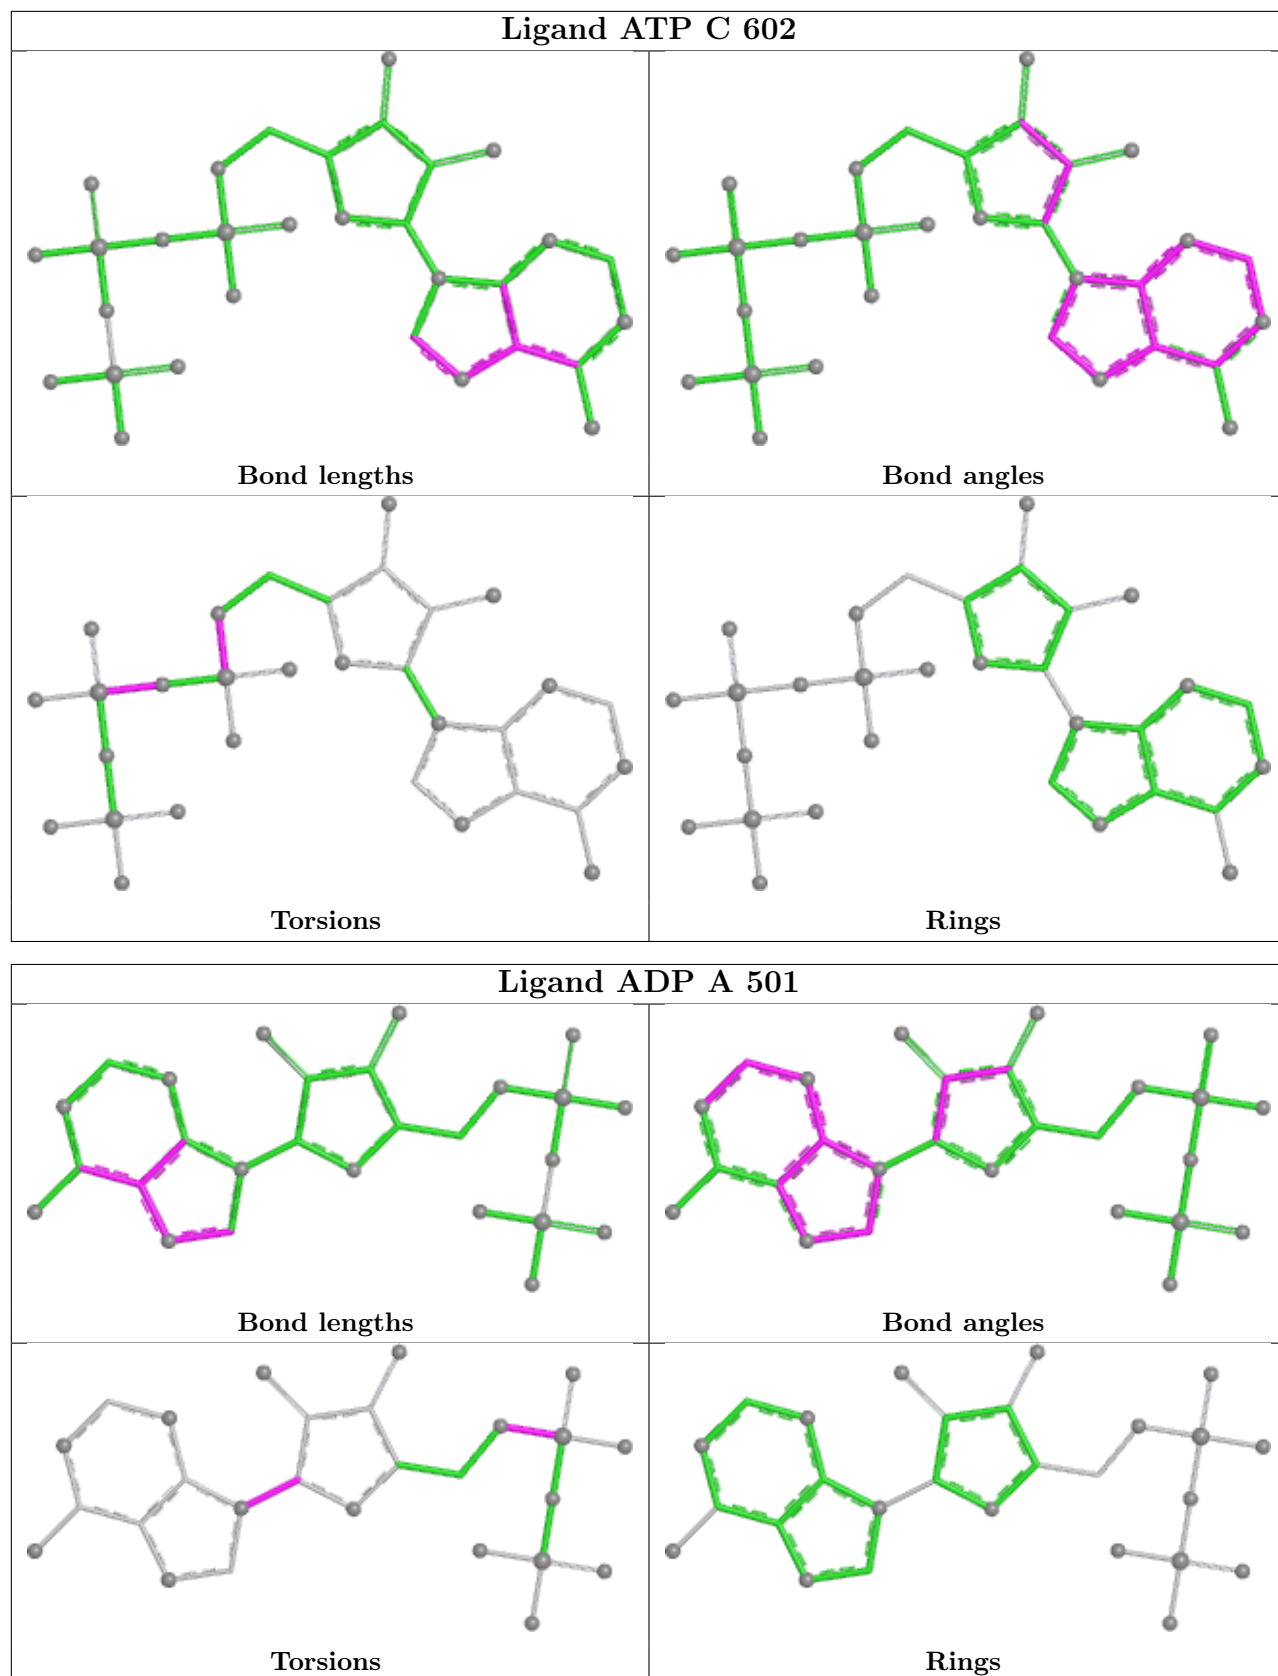 Ligand ATP C 602
Bond lengths
Bond angles
Torsions
Rings
Ligand ADP A 501
Bond lengths
Bond angles
Torsions
Rings